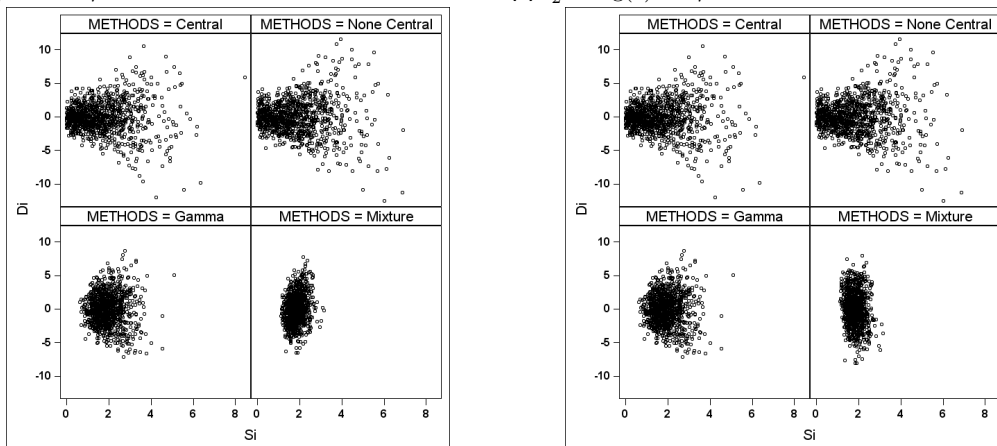 METHODS = Central
METHODS = None Central
10
5
0
-5
-10
METHODS = Gamma
METHODS = Mixture
10
5
0
-5
-10
Di
0 2 4 6 8 0 2 4 6 8
Si
METHODS = Central
METHODS = None Central
10
5
0
-5
-10
METHODS = Gamma
METHODS = Mixture
10
5
0
-5
-10
Di
0 2 4 6 8 0 2 4 6 8
Si